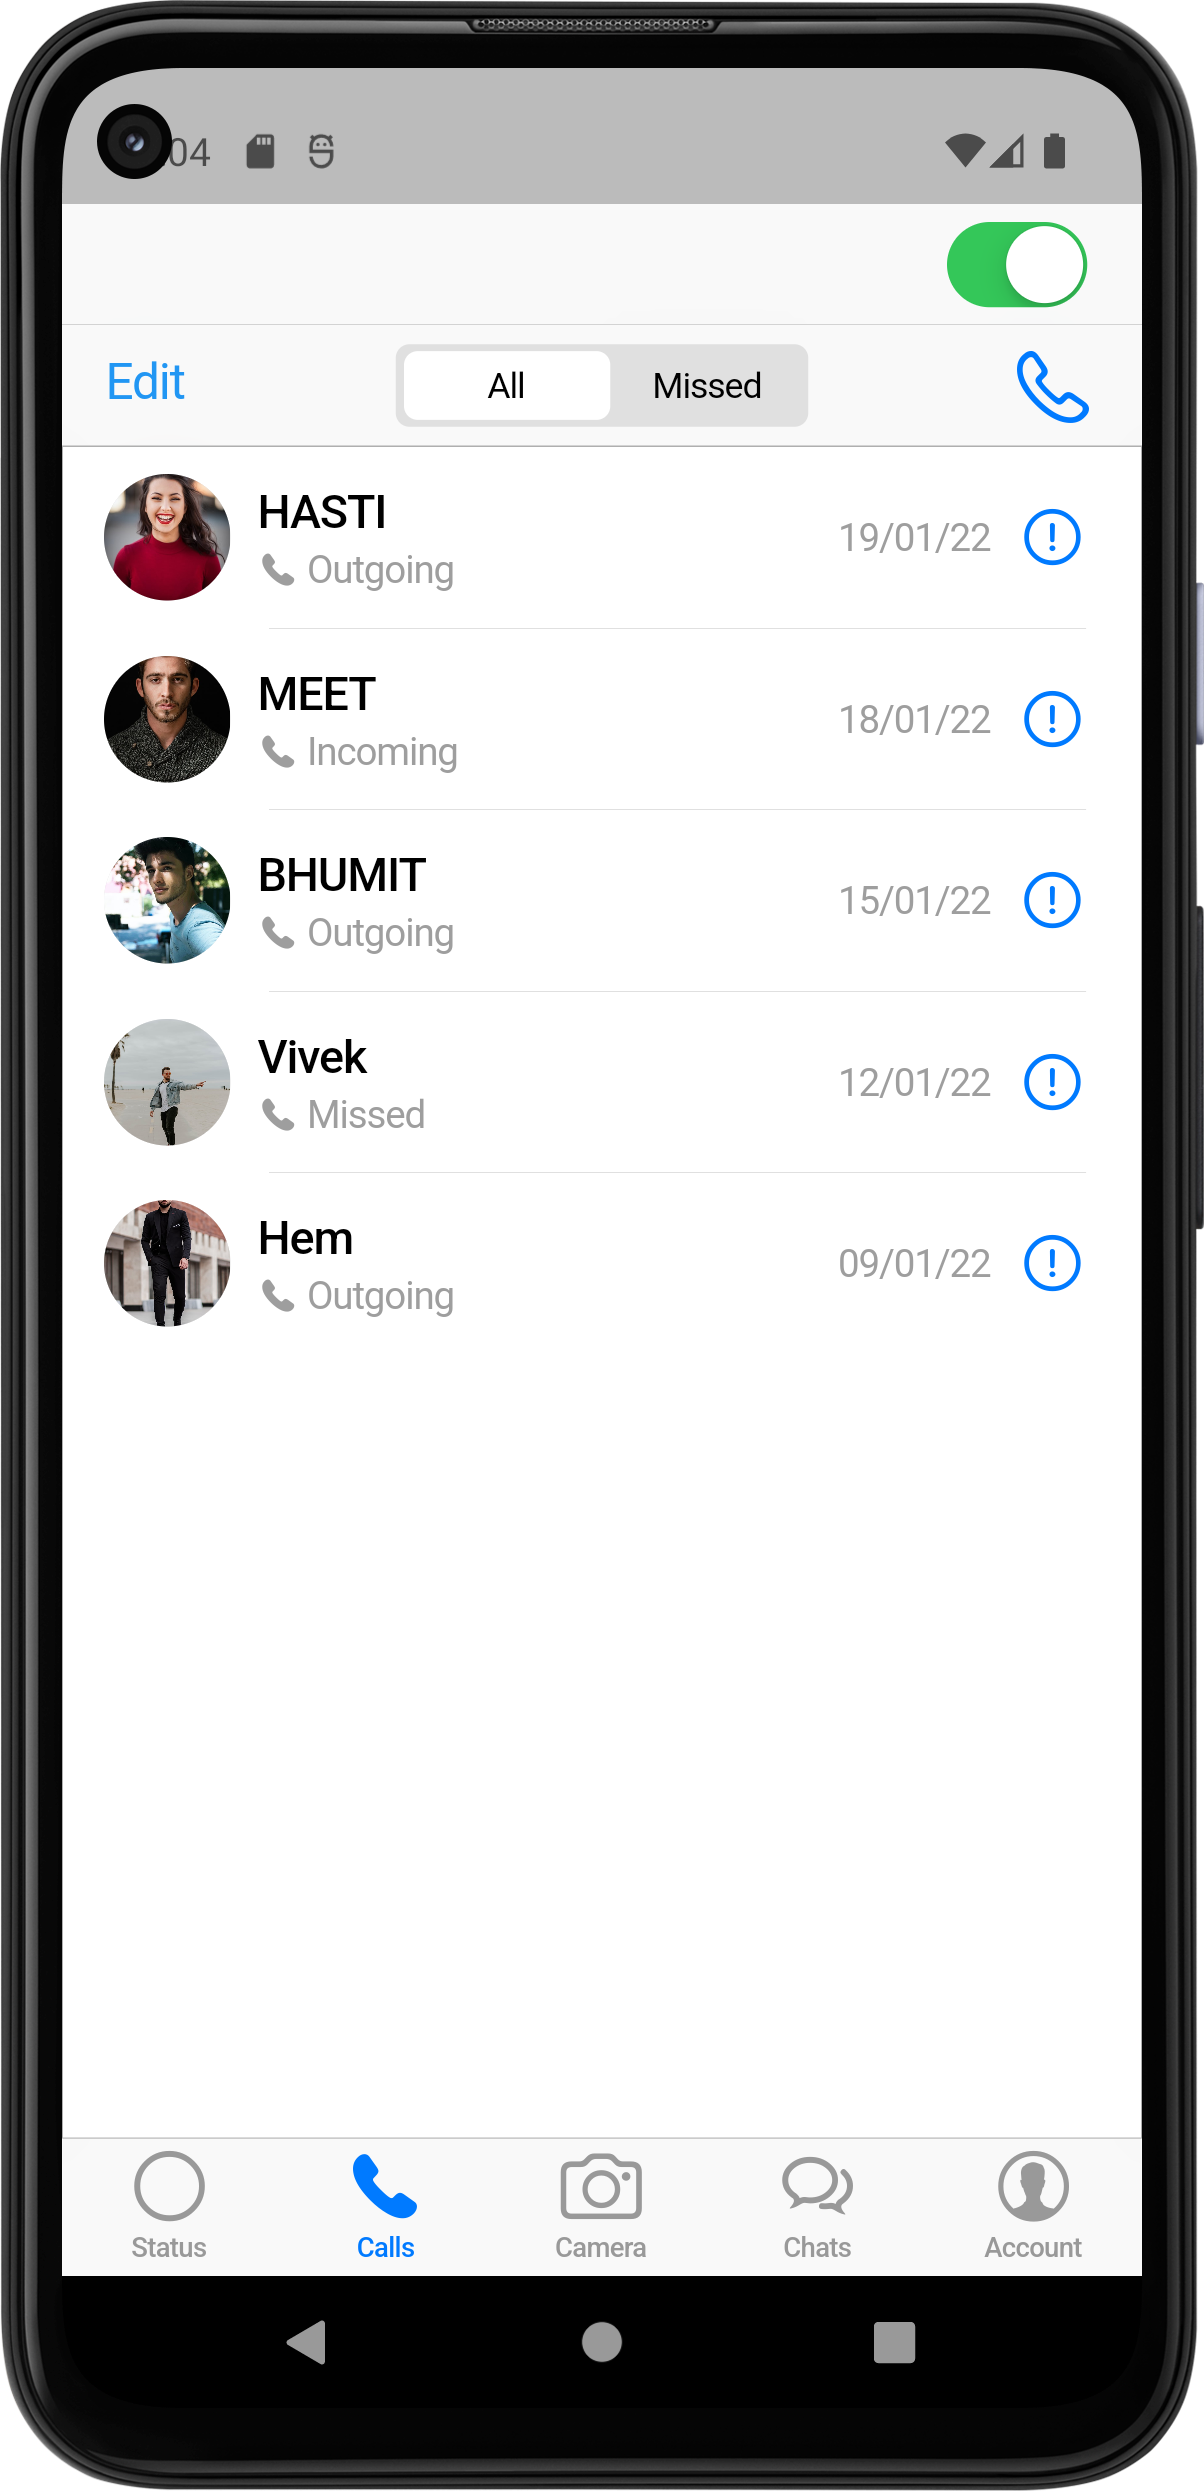 04
Edit
All
Missed
HASTI
Outgoing
19/01/22
MEET
Incoming
18/01/22
BHUMIT
Outgoing
15/01/22
Vivek
Missed
12/01/22
Hem
Outgoing
09/01/22
Status
Calls
Camera
Chats
Account